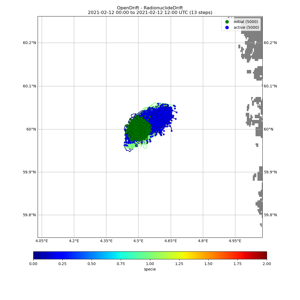 OpenDrift - RadionuclideDrift
2021-02-12 00:00 to 2021-02-12 12:00 UTC (13 steps)
initial (5000)
active (5000)
60.2°N
60.1°N
60°N
59.9°N
59.8°N
4.05°E 4.2°E 4.35°E 4.5°E 4.65°E 4.8°E 4.95°E
0.00 0.25 0.50 0.75 1.00 1.25 1.50 1.75 2.00
specie